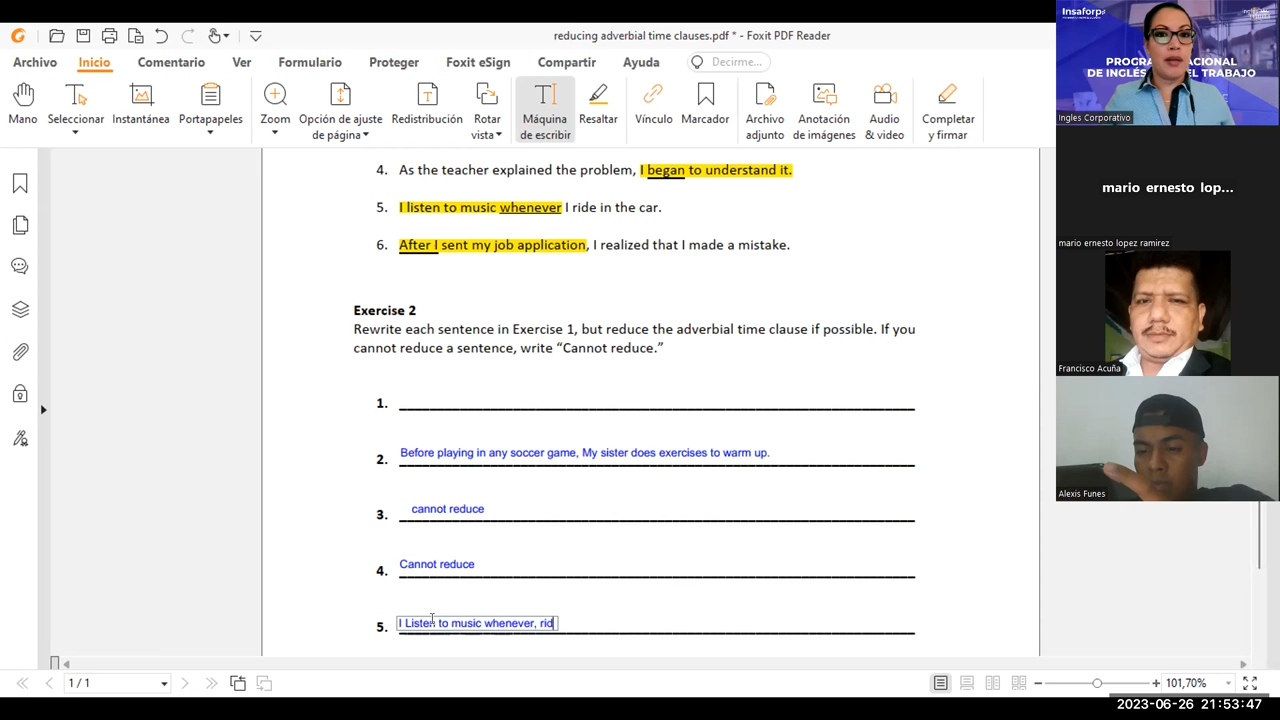 reducing adverbial time clauses.pdf * - Foxit PDF Reader
Archivo Inicio Comentario Ver Formulario Proteger Foxit eSign Compartir Ayuda Decirme...
Mano Seleccionar Instantánea Portapapeles Zoom Opción de ajuste de página Redistribución Rotar vista Máquina de escribir Resaltar Vínculo Marcador Archivo adjunto Anotación de imágenes Audio & video Completar y firmar
4. As the teacher explained the problem, I began to understand it.
5. I listen to music whenever I ride in the car.
6. After I sent my job application, I realized that I made a mistake.
Exercise 2
Rewrite each sentence in Exercise 1, but reduce the adverbial time clause if possible. If you
cannot reduce a sentence, write “Cannot reduce.”
1.
2. Before playing in any soccer game, My sister does exercises to warm up.
3. cannot reduce
4. Cannot reduce
5. I Listen to music whenever, rid
1 / 1
101,70%
Insaforp
DE INGLÉS
EL TRABAJO
Ingles Corporativo
mario ernesto lop...
mario ernesto lopez ramirez
Francisco Acuña
Alexis Funes
2023-06-26 21:53:47